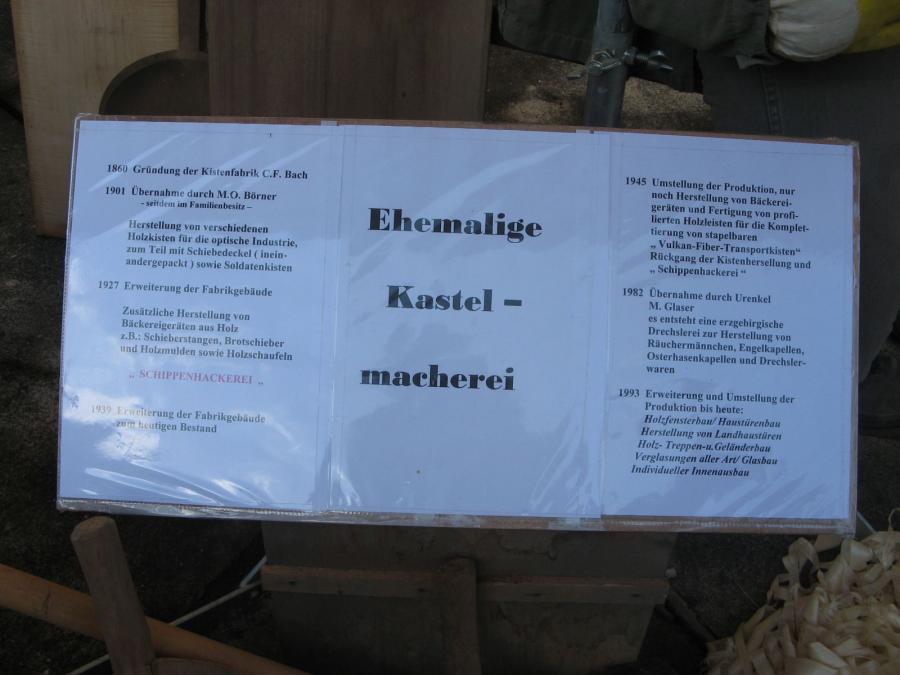 1860 Gründung der Kistenfabrik C.F. Bach
1901 Übernahme durch M.O. Börner
- seitdem im Familienbesitz –
Herstellung von verschiedenen
Holzkisten für die optische Industrie,
zum Teil mit Schiebedeckel ( inein-
andergepackt ) sowie Soldatenkisten
1927 Erweiterung der Fabrikgebäude
Zusätzliche Herstellung von
Bäckereigeräten aus Holz
z.B.: Schieberstangen, Brotschieber
und Holzmulden sowie Holzschaufeln
„ SCHIPPENHACKEREI „
1939 Erweiterung der Fabrikgebäude
zum heutigen Bestand
Ehemalige
Kastel –
macherei
1945 Umstellung der Produktion, nur
noch Herstellung von Bäckerei-
geräten und Fertigung von profi-
lierten Holzleisten für die Komplet-
tierung von stapelbaren
„ Vulkan-Fiber-Transportkisten“
Rückgang der Kistenhersellung und
„ Schippenhackerei “
1982 Übernahme durch Urenkel
M. Glaser
es entsteht eine erzgebirgische
Drechslerei zur Herstellung von
Räuchermännchen, Engelkapellen,
Osterhasenkapellen und Drechsler-
waren
1993 Erweiterung und Umstellung der
Produktion bis heute:
Holzfensterbau/ Haustürenbau
Herstellung von Landhaustüren
Holz- Treppen-u.Geländerbau
Verglasungen aller Art/ Glasbau
Individueller Innenausbau